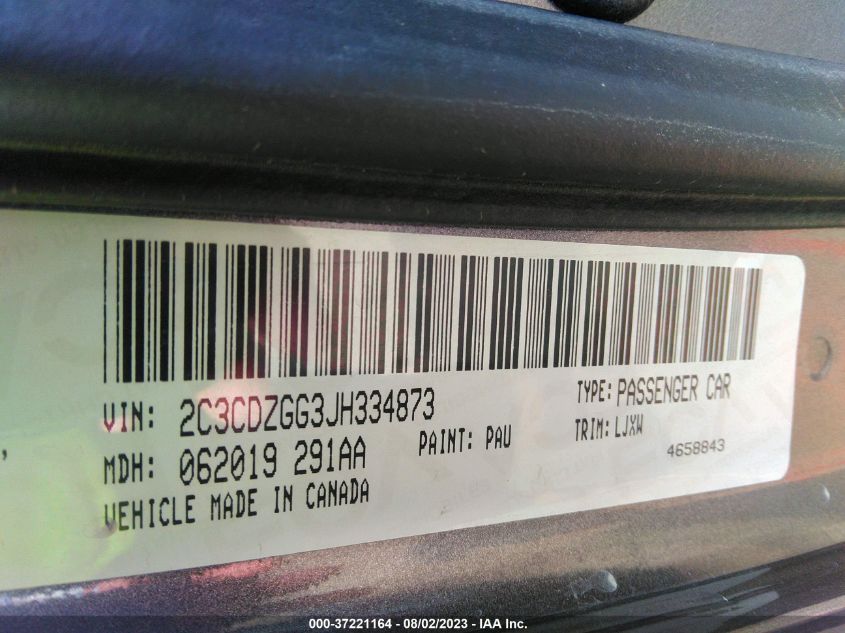 VIN: 2C3CDZGG3JH334873 TYPE: PASSENGER CAR
MDH: 062019 291AA PAINT: PAU TRIM: LJXW
VEHICLE MADE IN CANADA 4658843
000-37221164 - 08/02/2023 - IAA Inc.